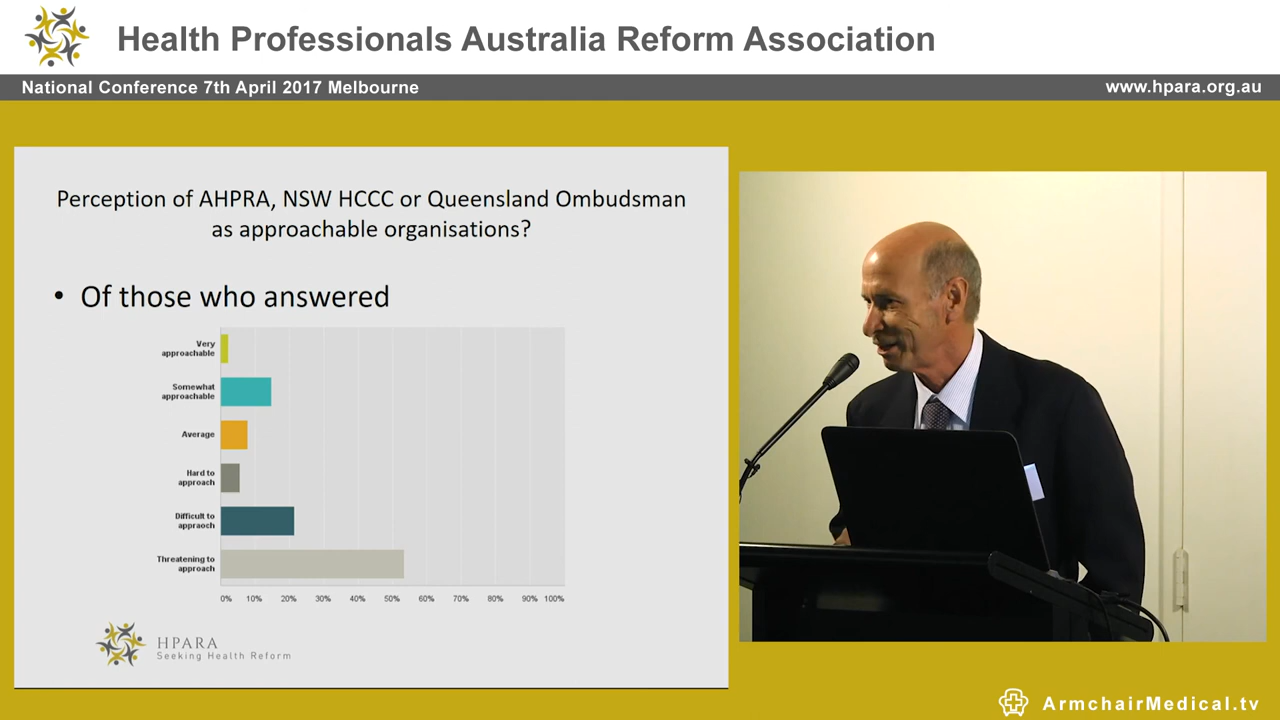 Health Professionals Australia Reform Association
National Conference 7th April 2017 Melbourne
www.hpara.org.au
Perception of AHPRA, NSW HCCC or Queensland Ombudsman
as approachable organisations?
• Of those who answered
Very
approachable
Somewhat
approachable
Average
Hard to
approach
Difficult to
appraoch
Threatening to
approach
0% 10% 20% 30% 40% 50% 60% 70% 80% 90% 100%
HPARA
Seeking Health Reform
ArmchairMedical.tv